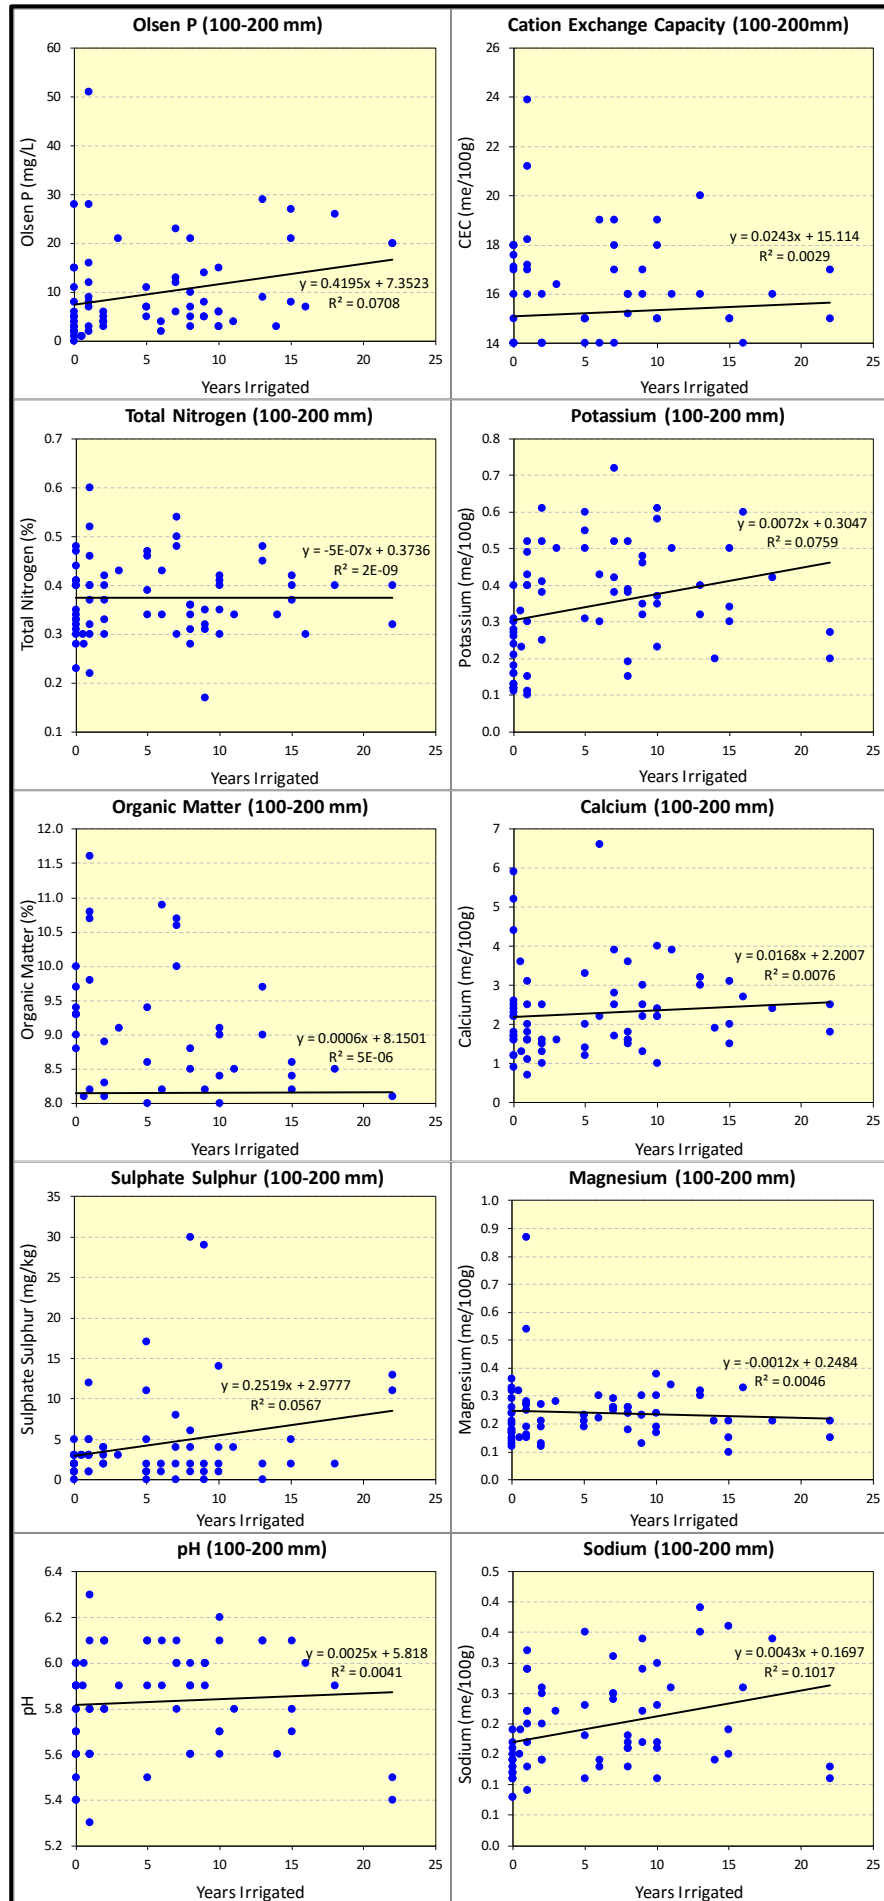 Olsen P (100-200 mm)
60
50
40
30
20
10
0
Olsen P (mg/L)
y = 0.4195x + 7.3523
R² = 0.0708
0 5 10 15 20 25
Years Irrigated
Cation Exchange Capacity (100-200mm)
26
24
22
20
18
16
14
CEC (me/100g)
y = 0.0243x + 15.114
R² = 0.0029
0 5 10 15 20 25
Years Irrigated
Total Nitrogen (100-200 mm)
0.7
0.6
0.5
0.4
0.3
0.2
0.1
Total Nitrogen (%)
y = -5E-07x + 0.3736
R² = 2E-09
0 5 10 15 20 25
Years Irrigated
Potassium (100-200 mm)
0.8
0.7
0.6
0.5
0.4
0.3
0.2
0.1
0.0
Potassium (me/100g)
y = 0.0072x + 0.3047
R² = 0.0759
0 5 10 15 20 25
Years Irrigated
Organic Matter (100-200 mm)
12.0
11.5
11.0
10.5
10.0
9.5
9.0
8.5
8.0
Organic Matter (%)
y = 0.0006x + 8.1501
R² = 5E-06
0 5 10 15 20 25
Years Irrigated
Calcium (100-200 mm)
7
6
5
4
3
2
1
0
Calcium (me/100g)
y = 0.0168x + 2.2007
R² = 0.0076
0 5 10 15 20 25
Years Irrigated
Sulphate Sulphur (100-200 mm)
35
30
25
20
15
10
5
0
Sulphate Sulphur (mg/kg)
y = 0.2519x + 2.9777
R² = 0.0567
0 5 10 15 20 25
Years Irrigated
Magnesium (100-200 mm)
1.0
0.9
0.8
0.7
0.6
0.5
0.4
0.3
0.2
0.1
0.0
Magnesium (me/100g)
y = -0.0012x + 0.2484
R² = 0.0046
0 5 10 15 20 25
Years Irrigated
pH (100-200 mm)
6.4
6.2
6.0
5.8
5.6
5.4
5.2
pH
y = 0.0025x + 5.818
R² = 0.0041
0 5 10 15 20 25
Years Irrigated
Sodium (100-200 mm)
0.5
0.4
0.4
0.3
0.3
0.2
0.2
0.1
0.1
0.0
Sodium (me/100g)
y = 0.0043x + 0.1697
R² = 0.1017
0 5 10 15 20 25
Years Irrigated